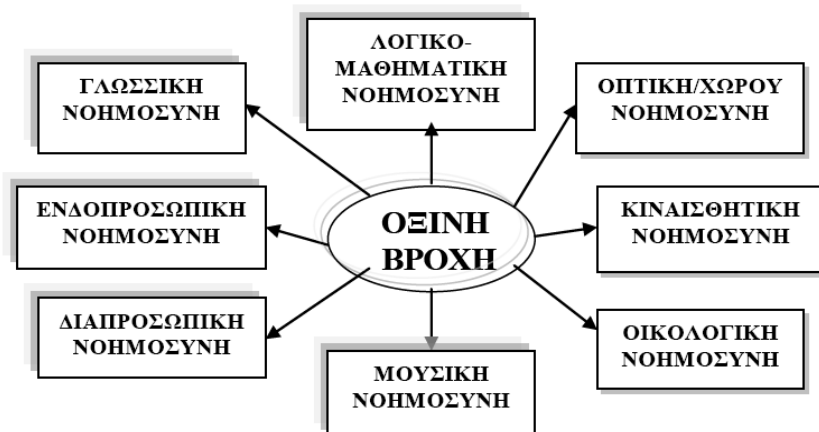 ΛΟΓΙΚΟ-
ΜΑΘΗΜΑΤΙΚΗ
ΝΟΗΜΟΣΥΝΗ
ΓΛΩΣΣΙΚΗ
ΝΟΗΜΟΣΥΝΗ
ΟΠΤΙΚΗ/ΧΩΡΟΥ
ΝΟΗΜΟΣΥΝΗ
ΕΝΔΟΠΡΟΣΩΠΙΚΗ
ΝΟΗΜΟΣΥΝΗ
ΟΞΙΝΗ
ΒΡΟΧΗ
ΚΙΝΑΙΣΘΗΤΙΚΗ
ΝΟΗΜΟΣΥΝΗ
ΔΙΑΠΡΟΣΩΠΙΚΗ
ΝΟΗΜΟΣΥΝΗ
ΟΙΚΟΛΟΓΙΚΗ
ΝΟΗΜΟΣΥΝΗ
ΜΟΥΣΙΚΗ
ΝΟΗΜΟΣΥΝΗ